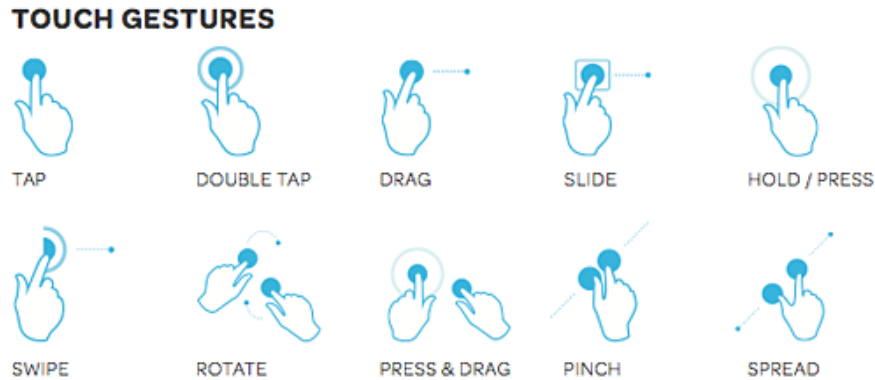 TOUCH GESTURES
TAP
DOUBLE TAP
DRAG
SLIDE
HOLD / PRESS
SWIPE
ROTATE
PRESS & DRAG
PINCH
SPREAD